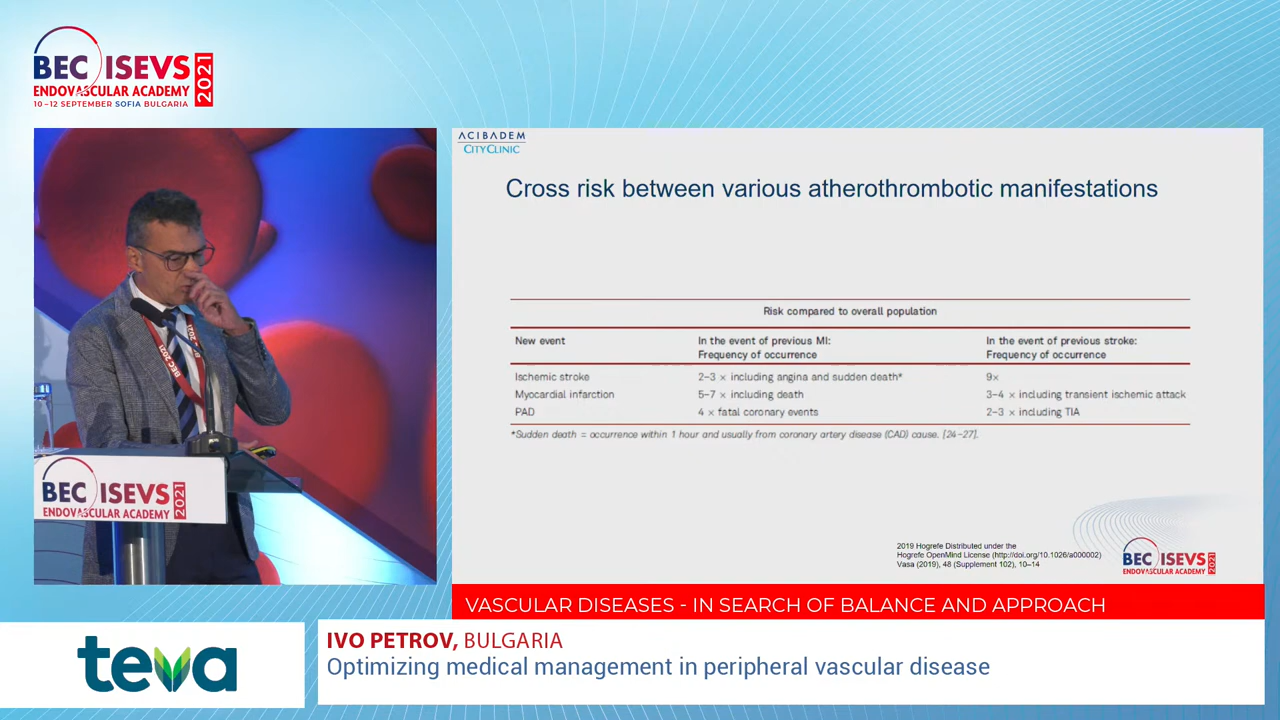 BEC ISEVS
ENDOVASCULAR ACADEMY
2021
10–12 SEPTEMBER SOFIA BULGARIA
BEC 2021
BEC ISEVS
ENDOVASCULAR ACADEMY
2021
ACIBADEM
CITYCLINIC
Cross risk between various atherothrombotic manifestations
Risk compared to overall population
New event
In the event of previous MI:
Frequency of occurrence
In the event of previous stroke:
Frequency of occurrence
Ischemic stroke 2–3 × including angina and sudden death* 9×
Myocardial infarction 5–7 × including death 3–4 × including transient ischemic attack
PAD 4 × fatal coronary events 2–3 × including TIA
*Sudden death = occurrence within 1 hour and usually from coronary artery disease (CAD) cause. [24–27].
2019 Hogrefe Distributed under the
Hogrefe OpenMind License (http://doi.org/10.1026/a000002)
Vasa (2019), 48 (Supplement 102), 10–14
BEC ISEVS
ENDOVASCULAR ACADEMY
2021
VASCULAR DISEASES - IN SEARCH OF BALANCE AND APPROACH
teva
IVO PETROV, BULGARIA
Optimizing medical management in peripheral vascular disease